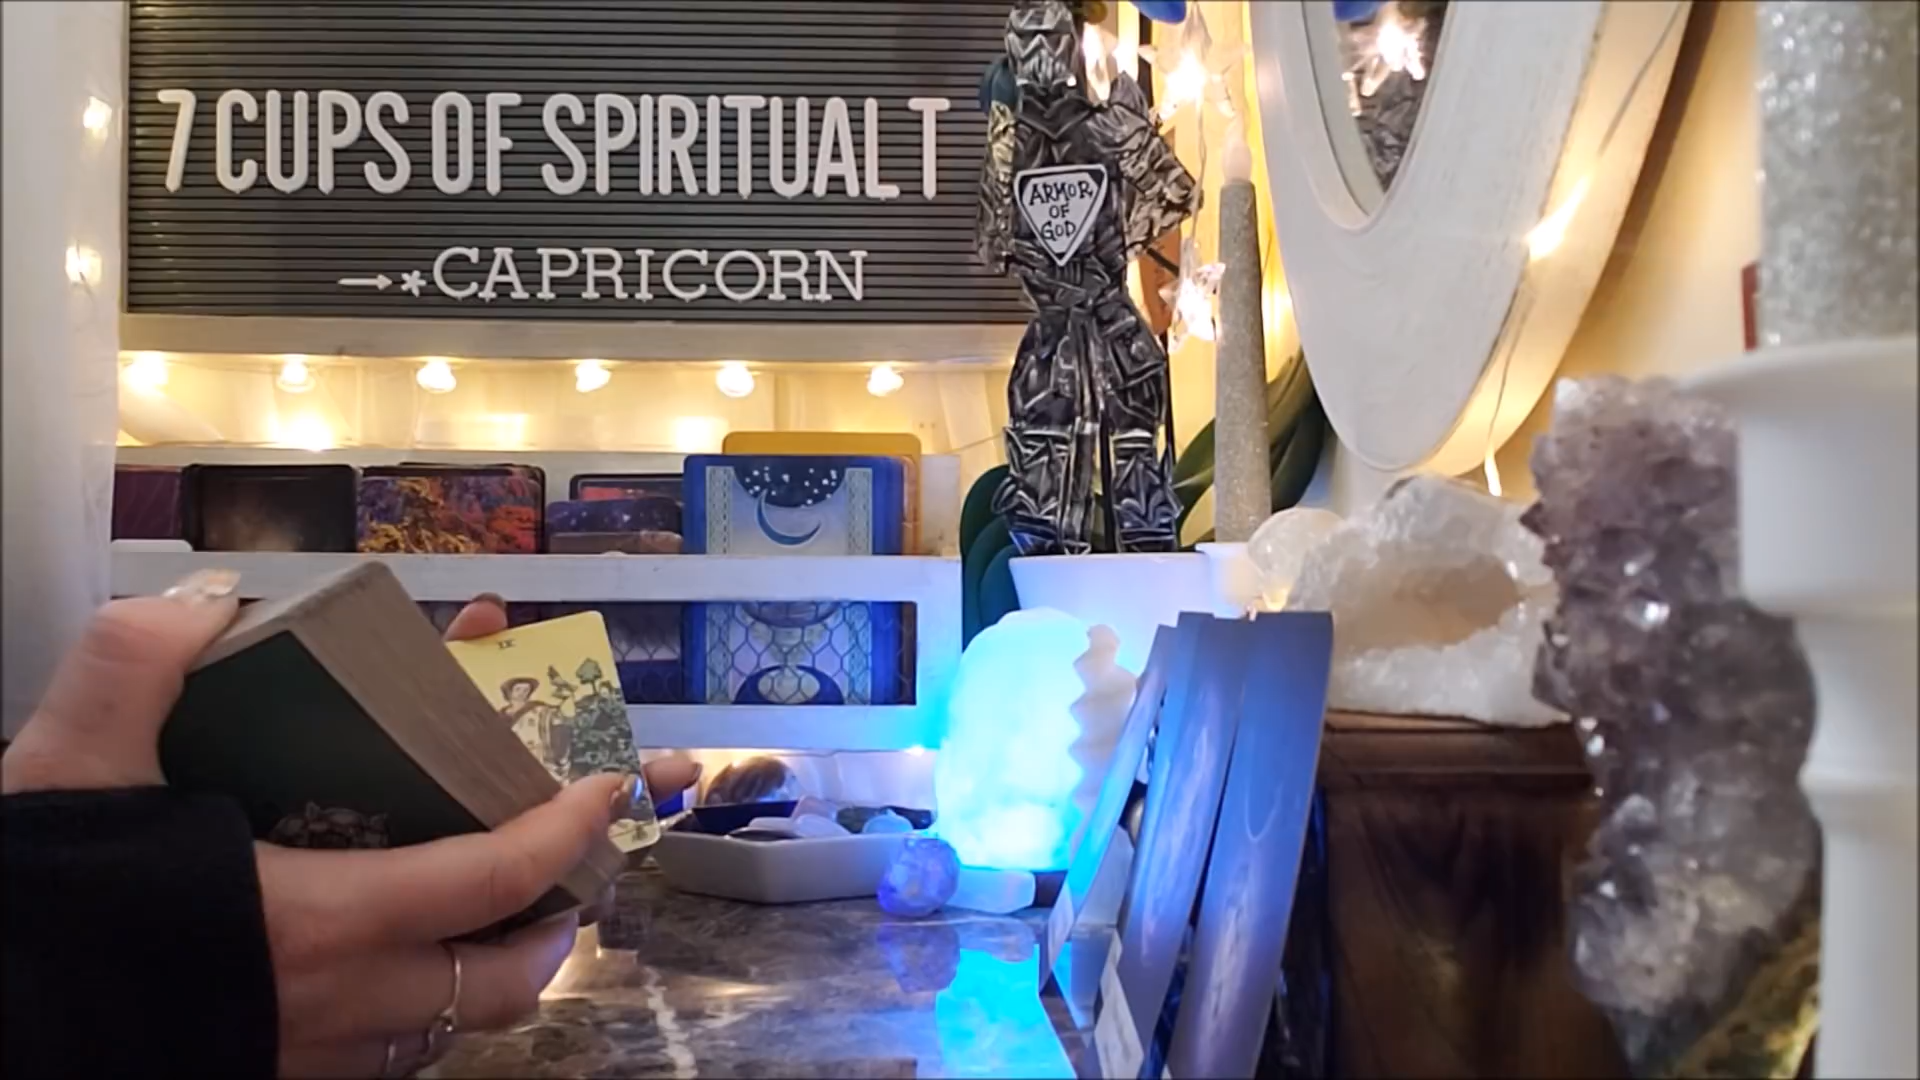 7 CUPS OF SPIRITUAL T
→*CAPRICORN
ARMOR
OF
GOD